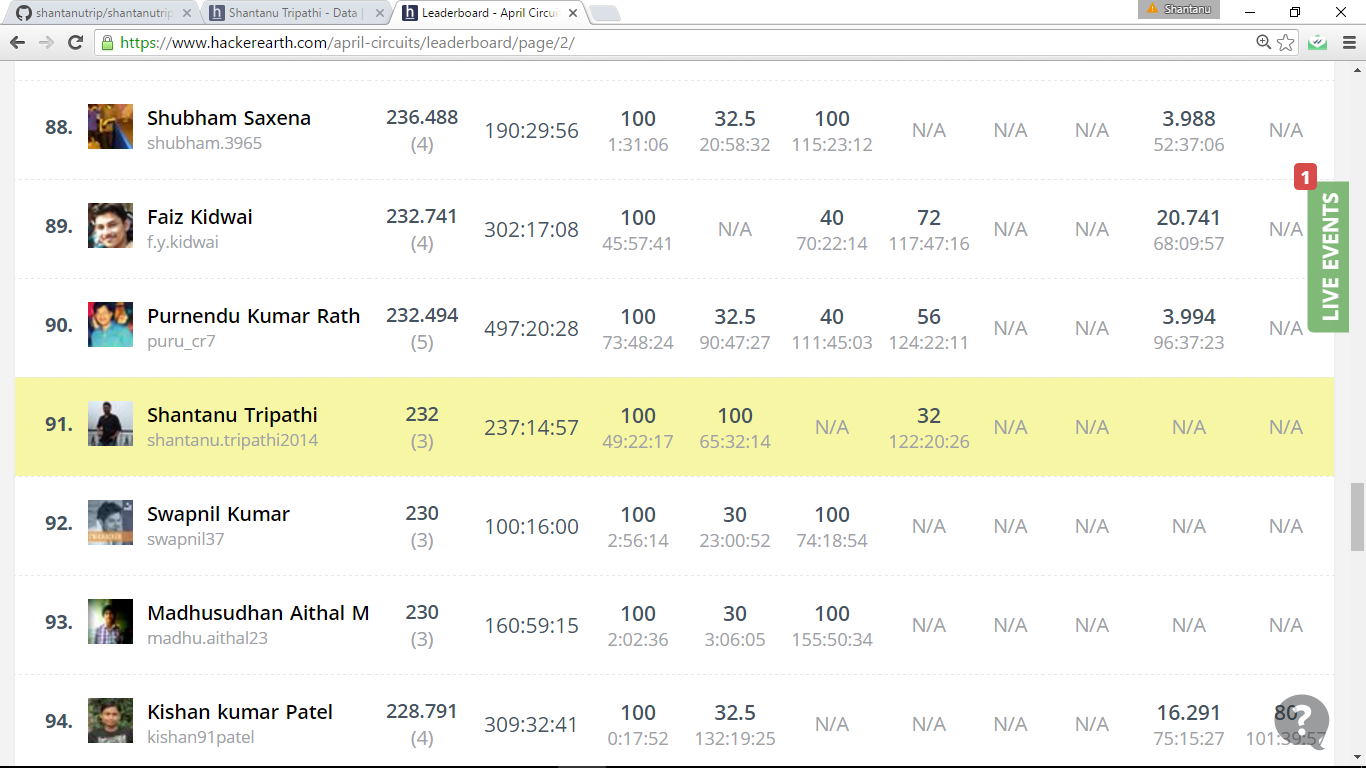 shantanutrip/shantanutrip
Shantanu Tripathi - Data |
Leaderboard - April Circui
Shantanu
https://www.hackerearth.com/april-circuits/leaderboard/page/2/
88. Shubham Saxena 236.488 190:29:56 100 32.5 100 N/A N/A N/A 3.988 N/A
shubham.3965 (4) 1:31:06 20:58:32 115:23:12 52:37:06
1
LIVE EVENTS
89. Faiz Kidwai 232.741 302:17:08 100 N/A 40 72 N/A N/A 20.741 N/A
f.y.kidwai (4) 45:57:41 70:22:14 117:47:16 68:09:57
90. Purnendu Kumar Rath 232.494 497:20:28 100 32.5 40 56 N/A N/A 3.994 N/A
puru_cr7 (5) 73:48:24 90:47:27 111:45:03 124:22:11 96:37:23
91. Shantanu Tripathi 232 237:14:57 100 100 N/A 32 N/A N/A N/A N/A
shantanu.tripathi2014 (3) 49:22:17 65:32:14 122:20:26
92. Swapnil Kumar 230 100:16:00 100 30 100 N/A N/A N/A N/A N/A
swapnil37 (3) 2:56:14 23:00:52 74:18:54
93. Madhusudhan Aithal M 230 160:59:15 100 30 100 N/A N/A N/A N/A N/A
madhu.aithal23 (3) 2:02:36 3:06:05 155:50:34
94. Kishan kumar Patel 228.791 309:32:41 100 32.5 N/A N/A N/A N/A 16.291 80
kishan91patel (4) 0:17:52 132:19:25 75:15:27 101:39:57
?